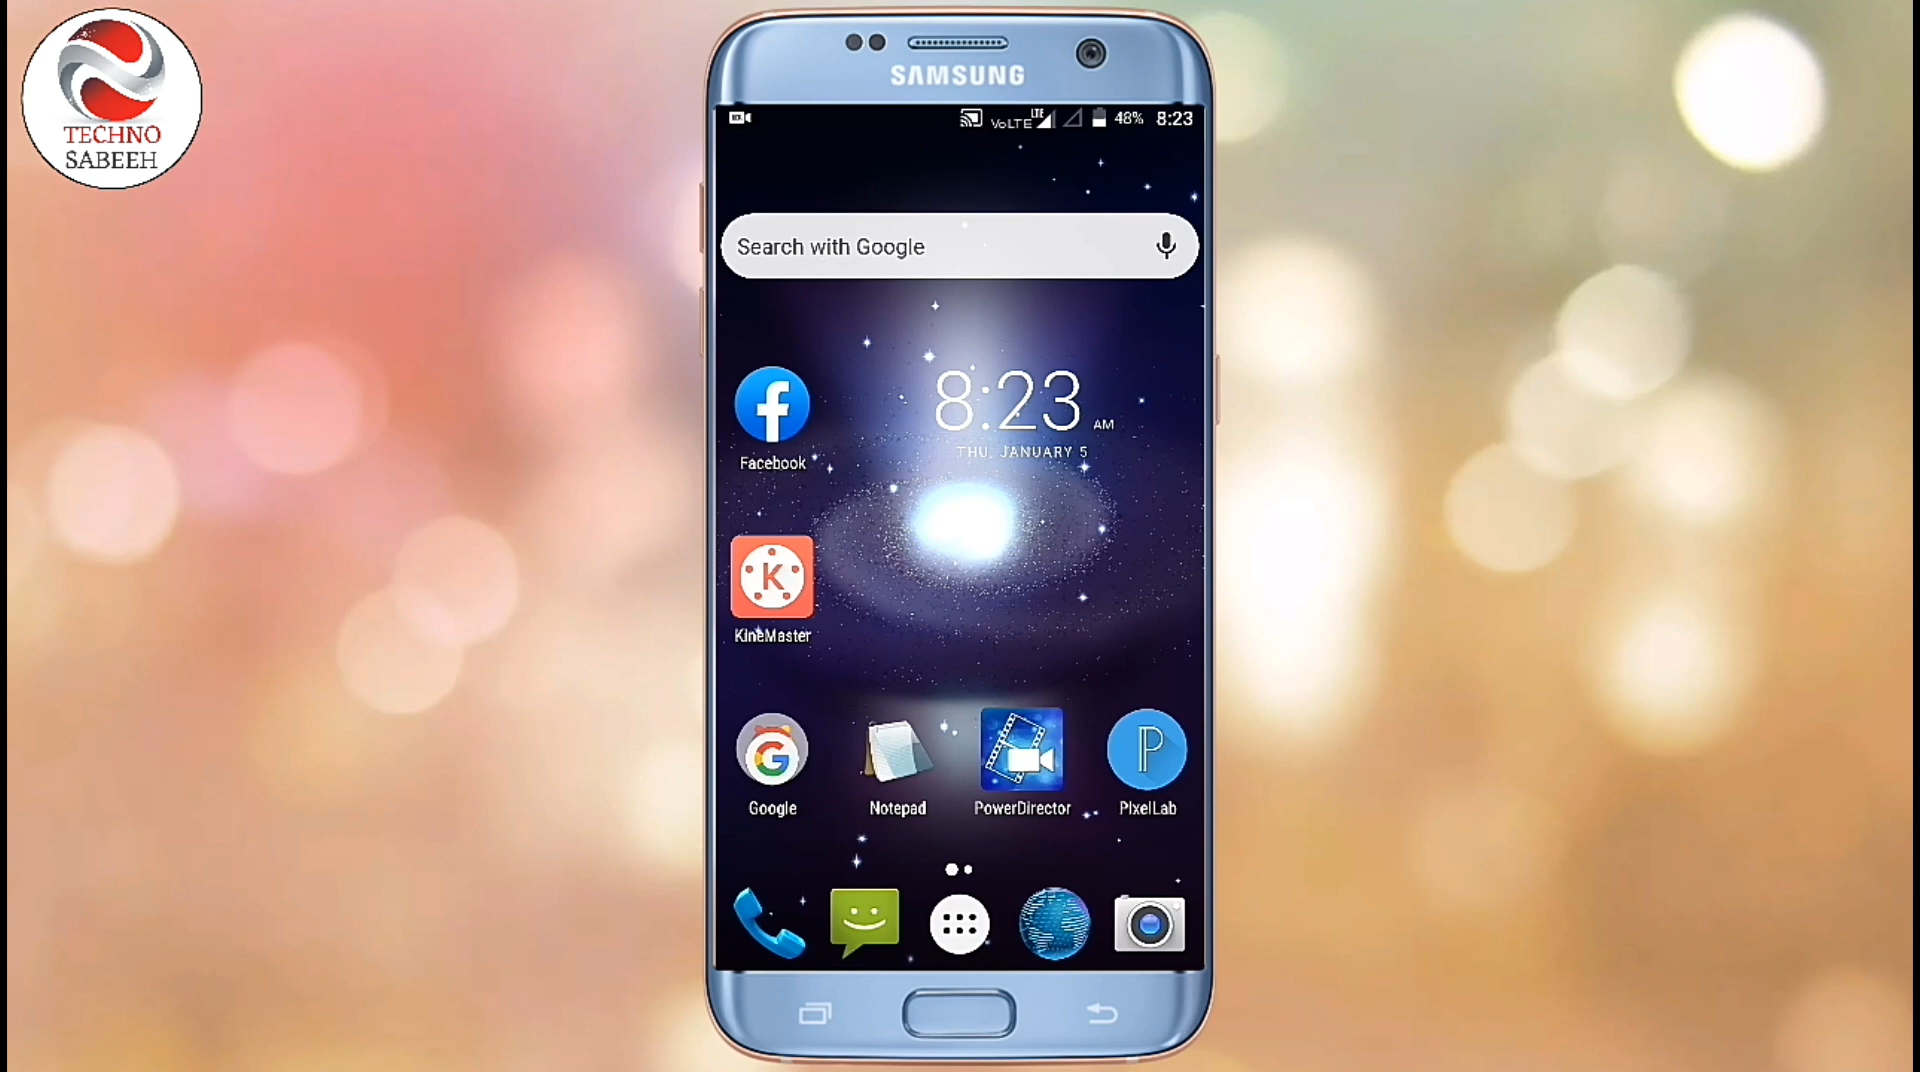 TECHNO
SABEEH
SAMSUNG
VoLTE LTE 48% 8:23
Search with Google
8:23 AM
THU, JANUARY 5
Facebook
KineMaster
Google Notepad PowerDirector PixelLab